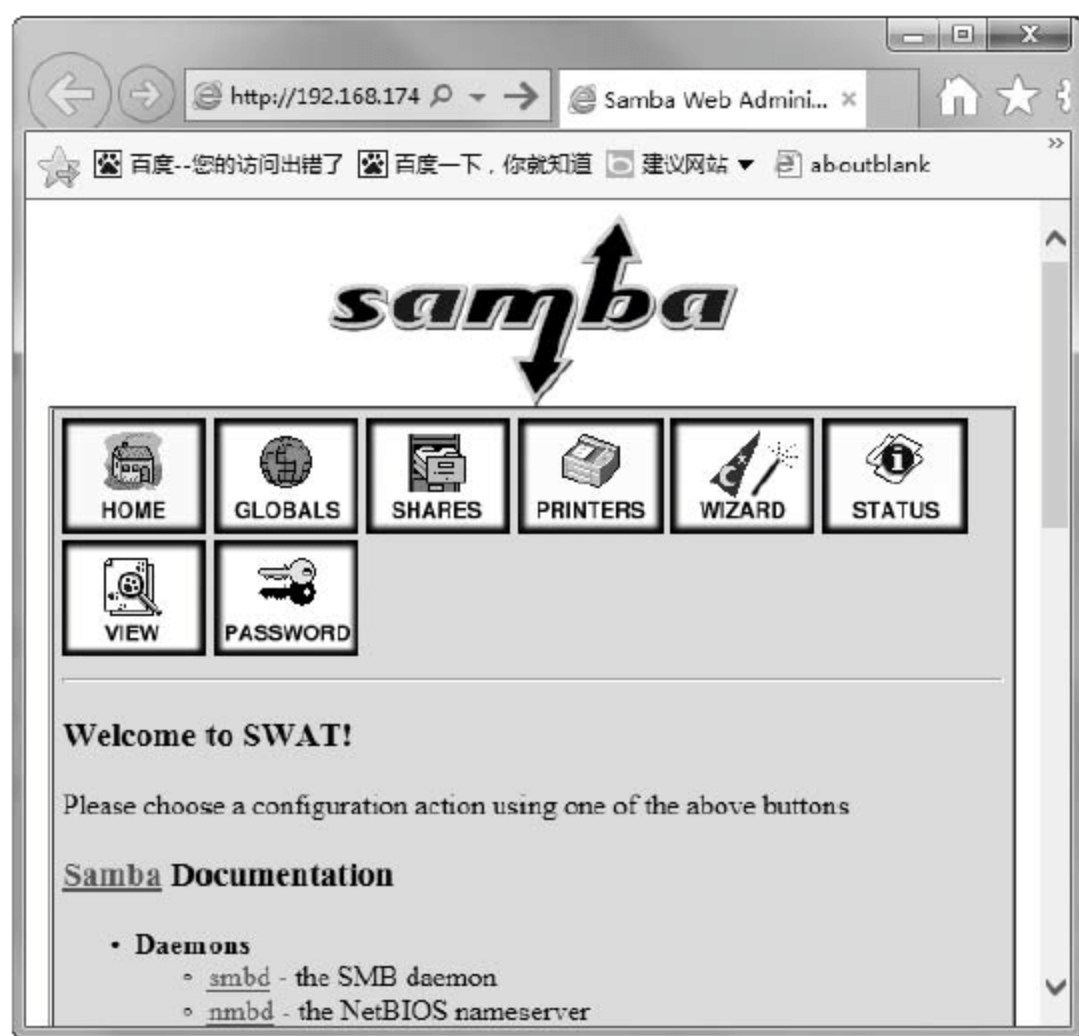 http://192.168.174
Samba Web Admini... ×
百度--您的访问出错了 百度一下，你就知道 建议网站 ▼ aboutblank
samba
HOME GLOBALS SHARES PRINTERS WIZARD STATUS
VIEW PASSWORD
Welcome to SWAT!
Please choose a configuration action using one of the above buttons
Samba Documentation
• Daemons
◦ smbd - the SMB daemon
◦ nmbd - the NetBIOS nameserver